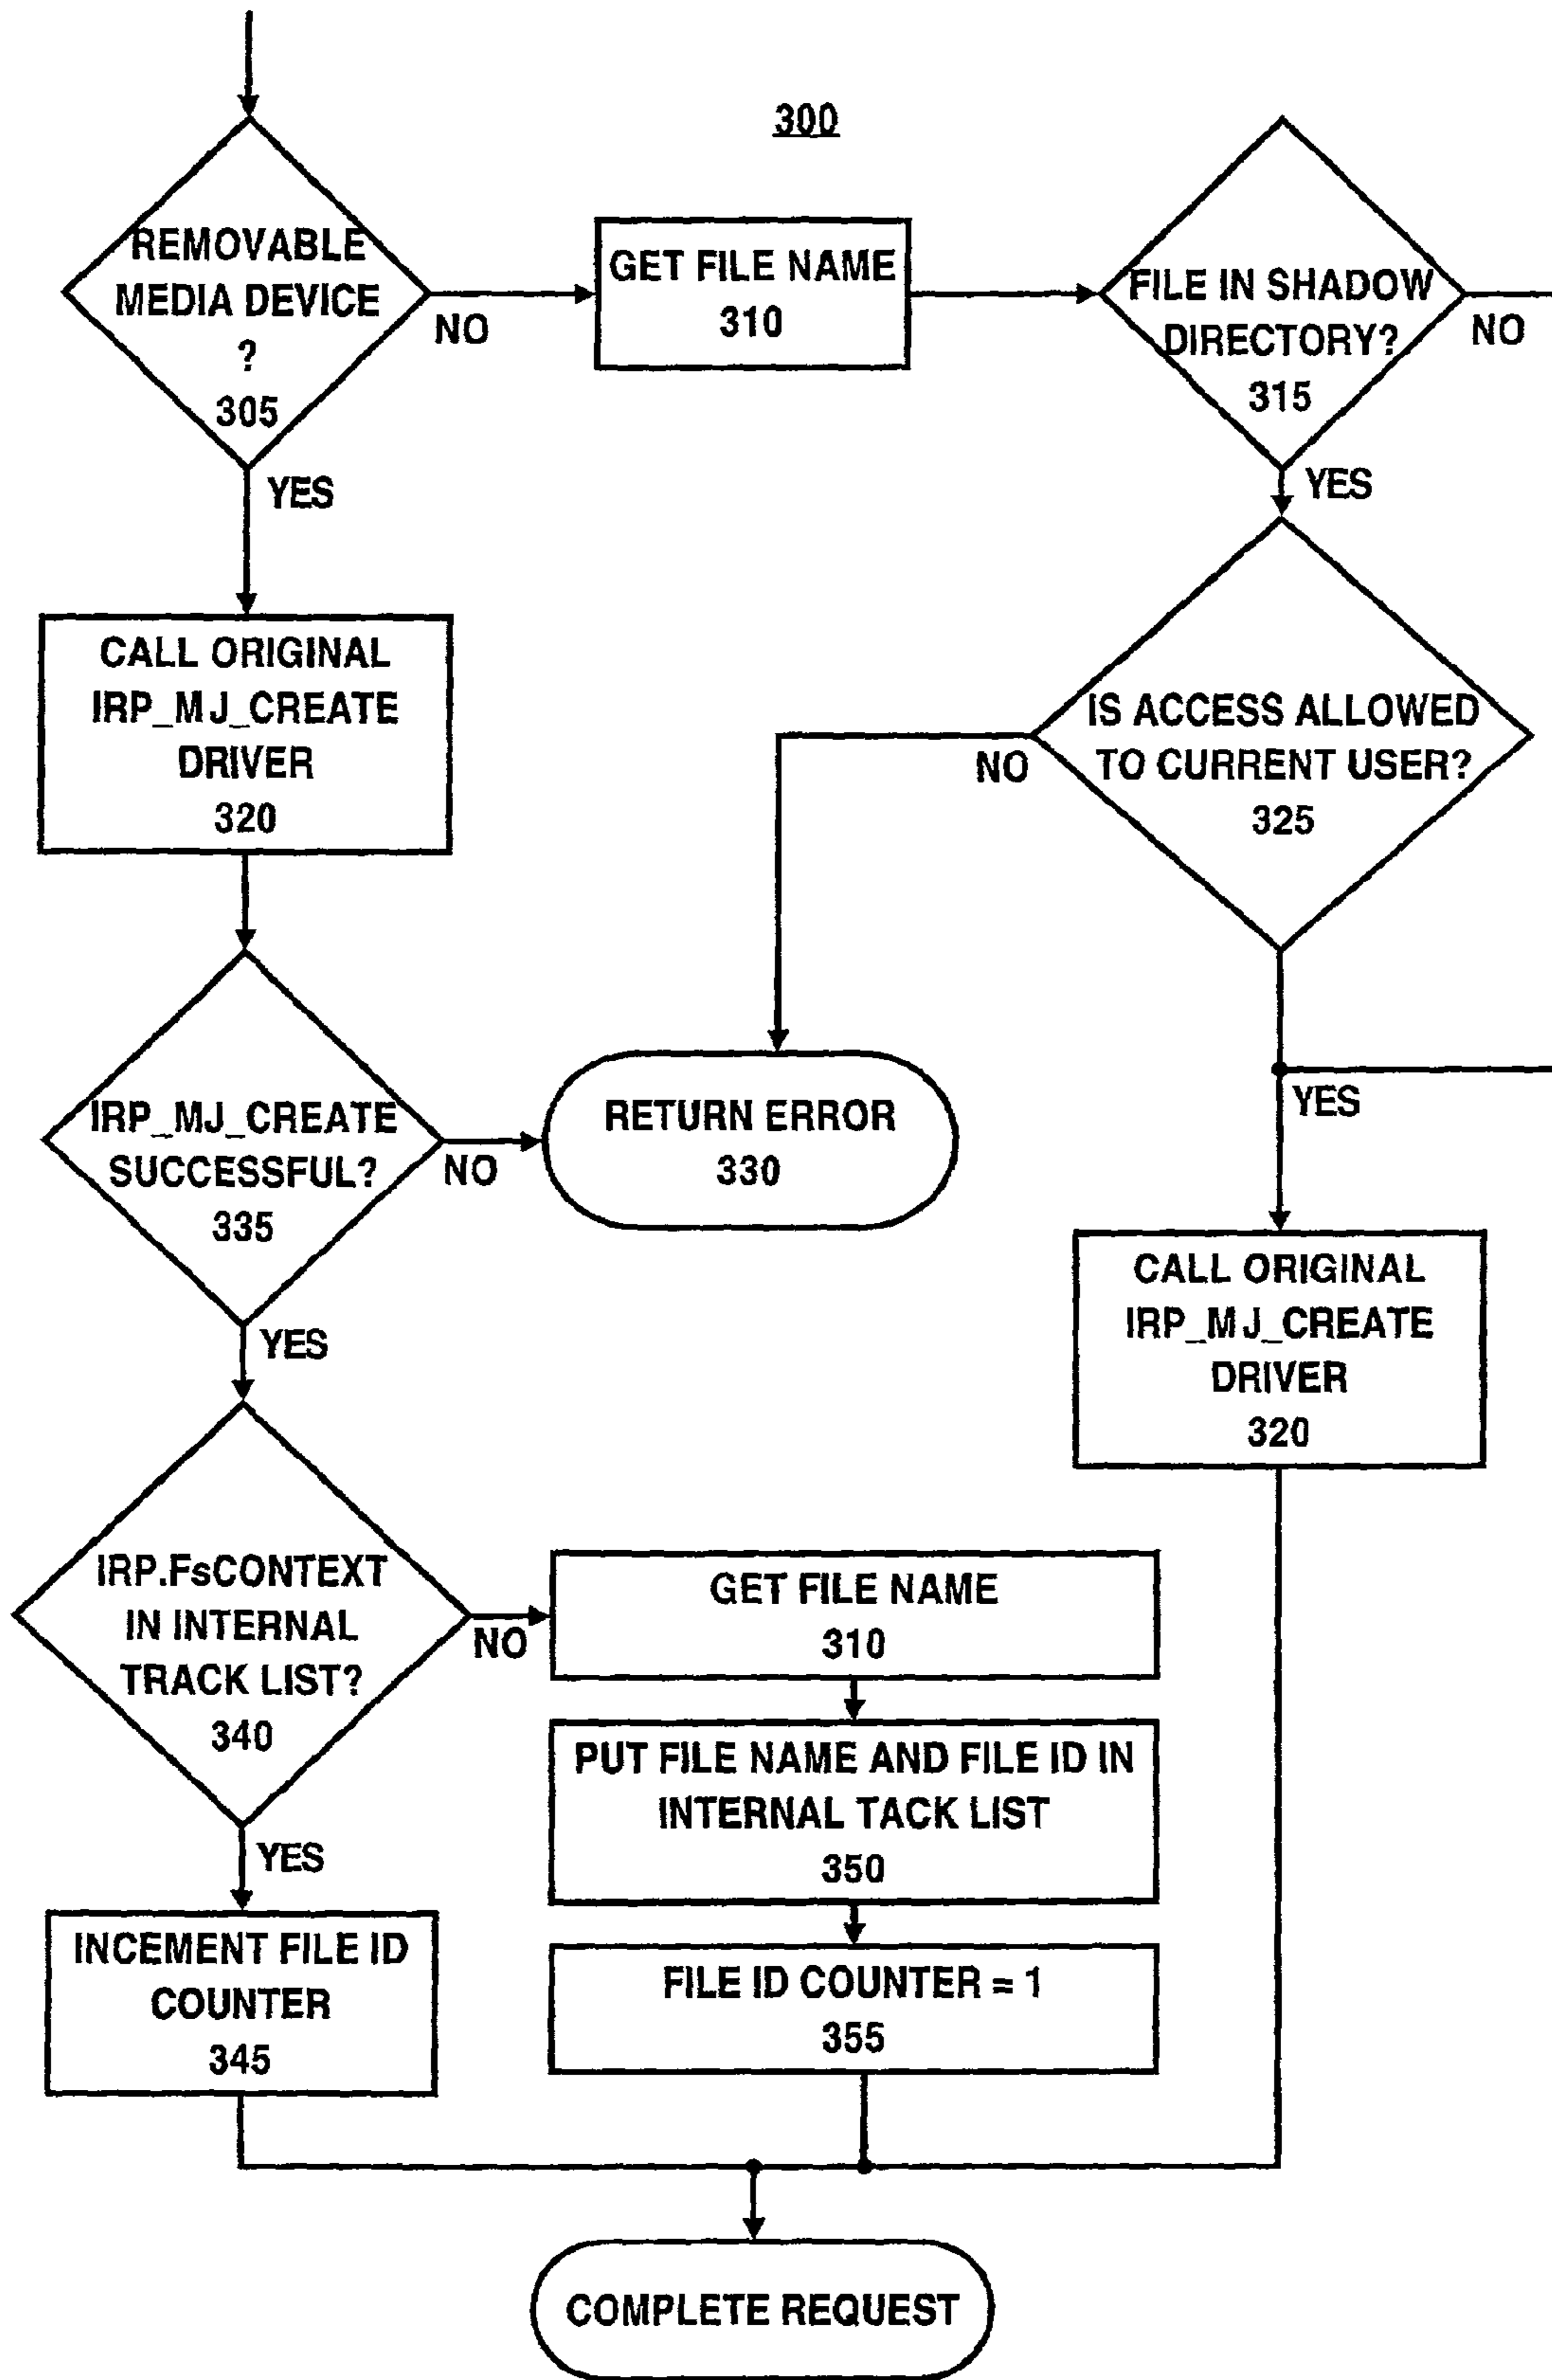 300
REMOVABLE
MEDIA DEVICE
?
305
NO
YES
GET FILE NAME
310
FILE IN SHADOW
DIRECTORY?
315
NO
YES
CALL ORIGINAL
IRP_MJ_CREATE
DRIVER
320
IS ACCESS ALLOWED
TO CURRENT USER?
325
NO
YES
IRP_MJ_CREATE
SUCCESSFUL?
335
NO
YES
RETURN ERROR
330
CALL ORIGINAL
IRP_MJ_CREATE
DRIVER
320
IRP.FsCONTEXT
IN INTERNAL
TRACK LIST?
340
NO
YES
GET FILE NAME
310
PUT FILE NAME AND FILE ID IN
INTERNAL TACK LIST
350
INCEMENT FILE ID
COUNTER
345
FILE ID COUNTER = 1
355
COMPLETE REQUEST